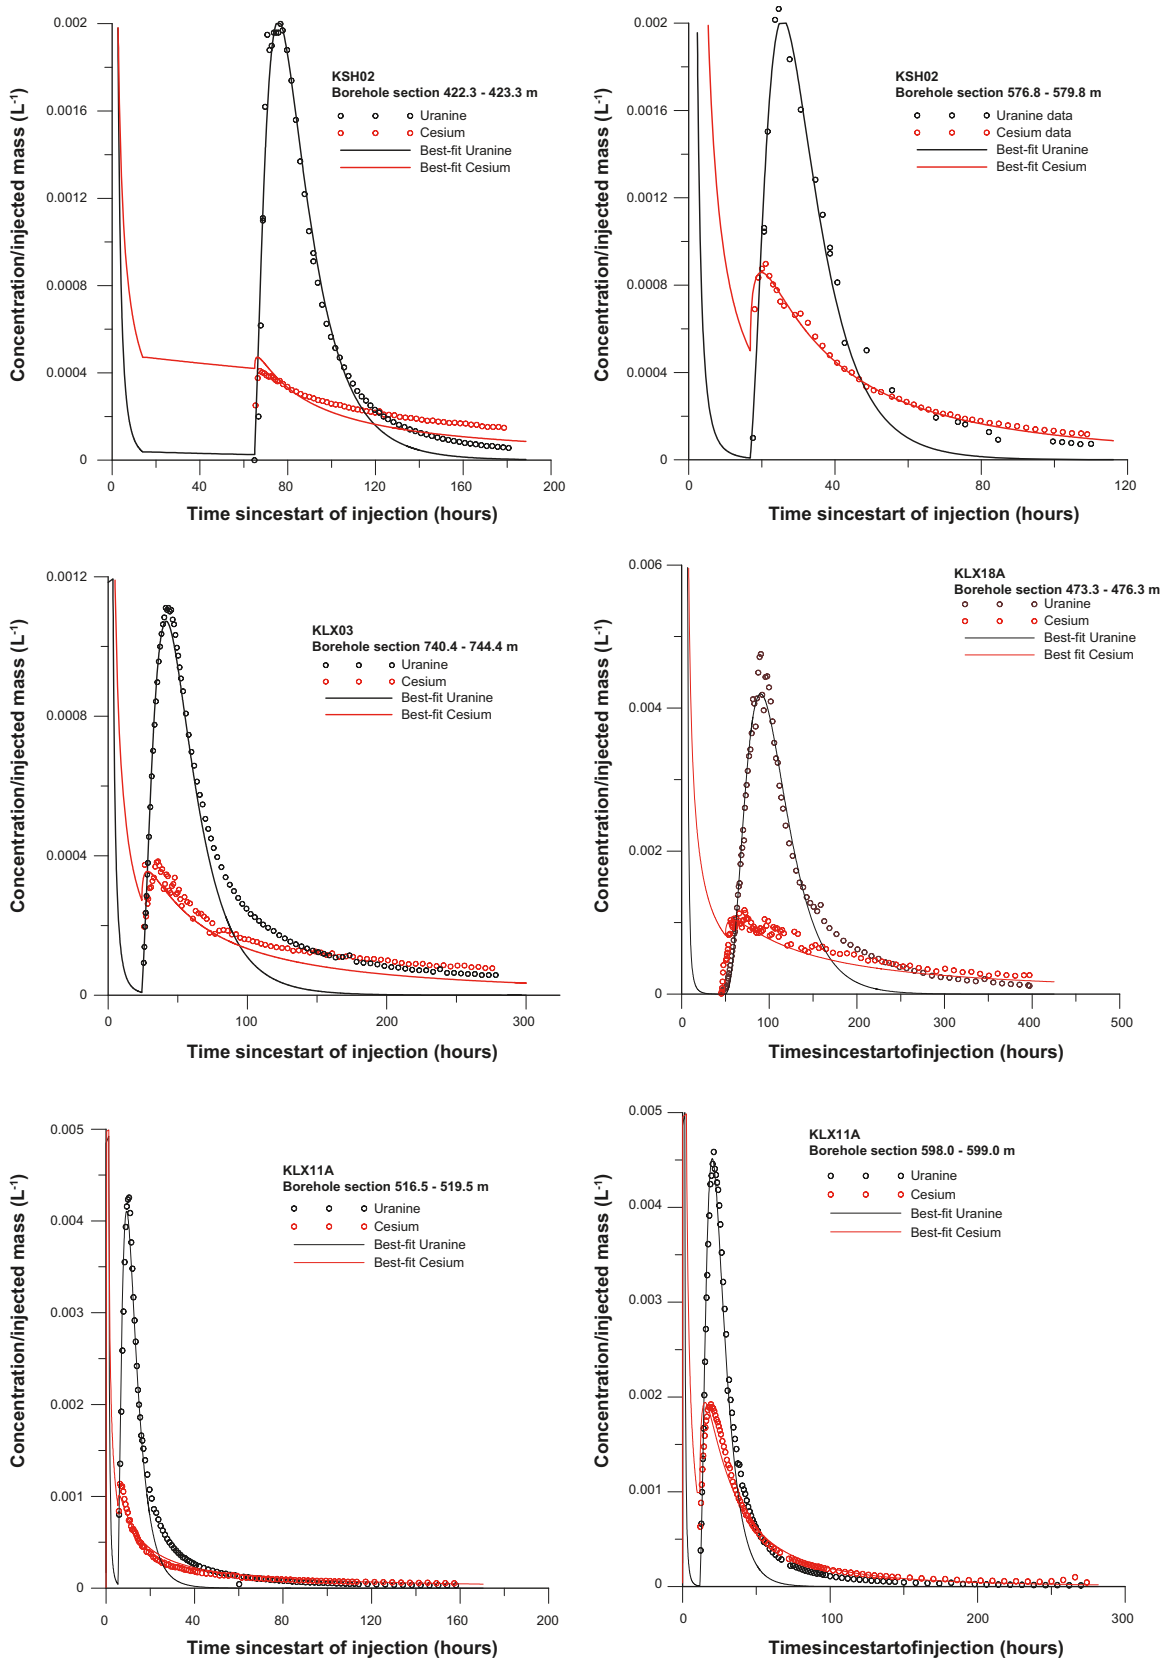 Concentration/injected mass (L-1)
0.002
0.0016
0.0012
0.0008
0.0004
0
KSH02
Borehole section 422.3 - 423.3 m
Uranine
Cesium
Best-fit Uranine
Best-fit Cesium
0 40 80 120 160 200
Time sincestart of injection (hours)
Concentration/injected mass (L-1)
0.002
0.0016
0.0012
0.0008
0.0004
0
KSH02
Borehole section 576.8 - 579.8 m
Uranine data
Cesium data
Best-fit Uranine
Best-fit Cesium
0 40 80 120
Time sincestart of injection (hours)
Concentration/injected mass (L-1)
0.0012
0.0008
0.0004
0
KLX03
Borehole section 740.4 - 744.4 m
Uranine
Cesium
Best-fit Uranine
Best-fit Cesium
0 100 200 300
Time sincestart of injection (hours)
Concentration/injected mass (L-1)
0.006
0.004
0.002
0
KLX18A
Borehole section 473.3 - 476.3 m
Uranine
Cesium
Best-fit Uranine
Best fit Cesium
0 100 200 300 400 500
Timesincestartofinjection (hours)
Concentration/injected mass (L-1)
0.005
0.004
0.003
0.002
0.001
0
KLX11A
Borehole section 516.5 - 519.5 m
Uranine
Cesium
Best-fit Uranine
Best-fit Cesium
0 40 80 120 160 200
Time sincestart of injection (hours)
Concentration/injected mass (L-1)
0.005
0.004
0.003
0.002
0.001
0
KLX11A
Borehole section 598.0 - 599.0 m
Uranine
Cesium
Best-fit Uranine
Best-fit Cesium
0 100 200 300
Timesincestartofinjection (hours)